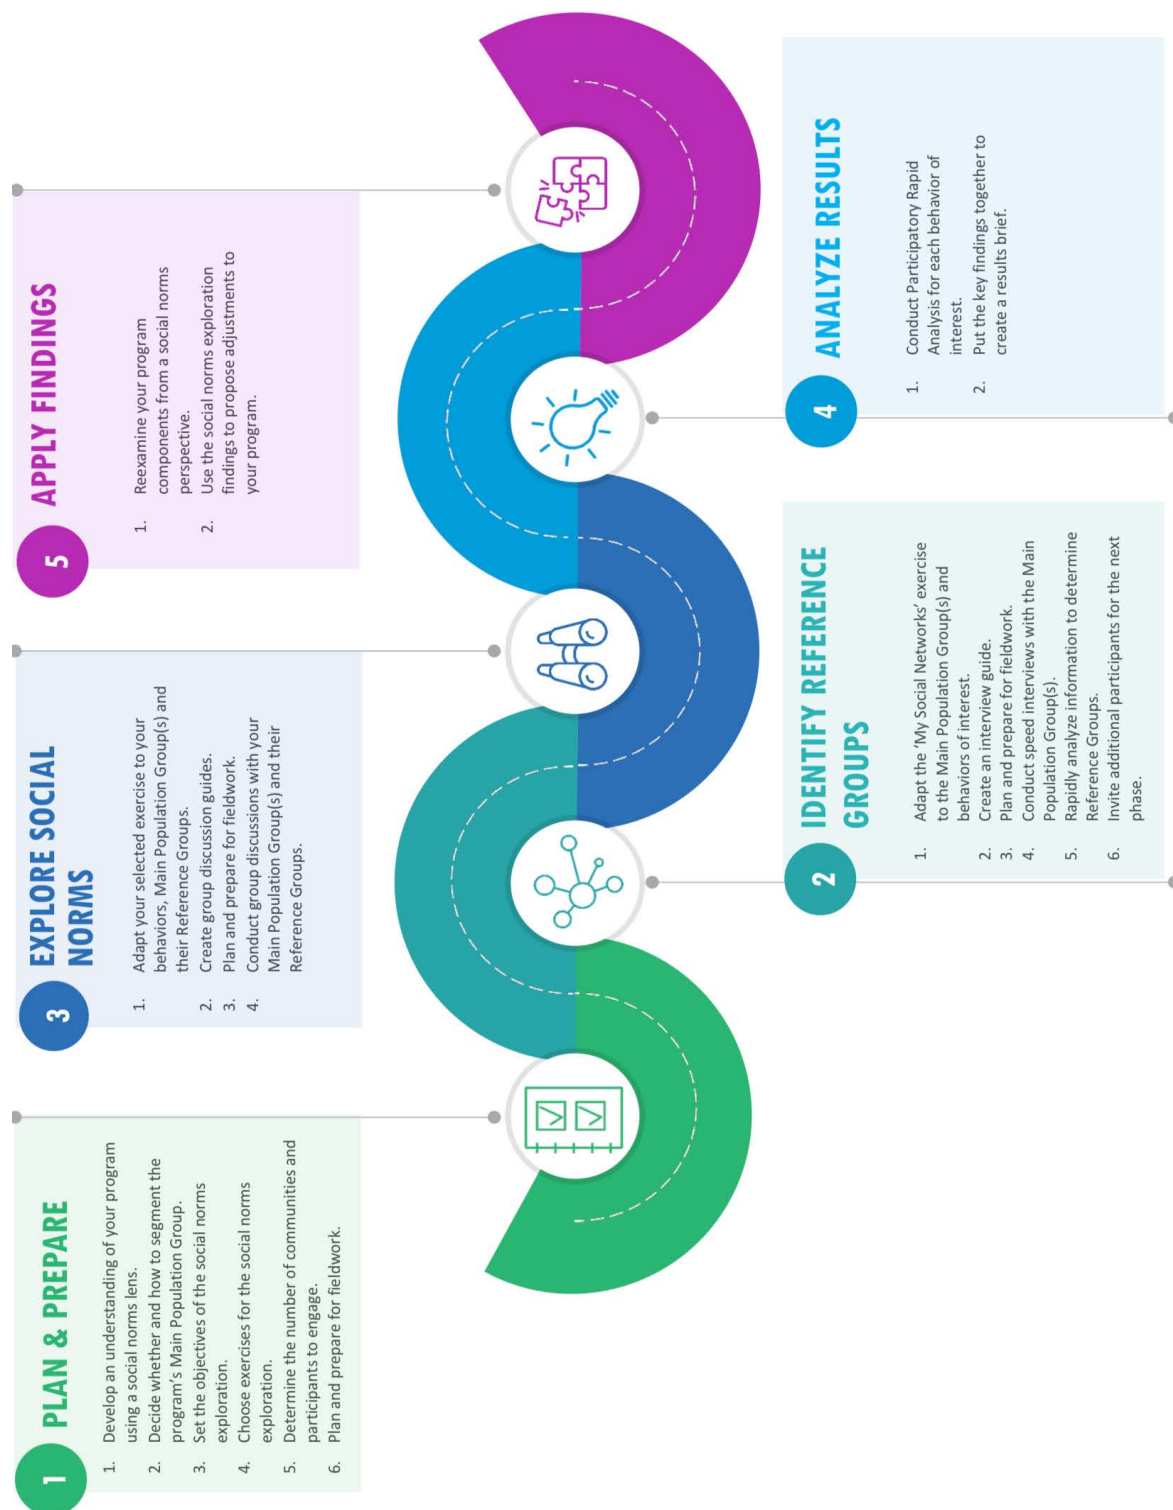 1
PLAN & PREPARE
1. Develop an understanding of your program
using a social norms lens.
2. Decide whether and how to segment the
program's Main Population Group.
3. Set the objectives of the social norms
exploration.
4. Choose exercises for the social norms
exploration.
5. Determine the number of communities and
participants to engage.
6. Plan and prepare for fieldwork.
2
IDENTIFY REFERENCE
GROUPS
1. Adapt the ‘My Social Networks’ exercise
to the Main Population Group(s) and
behaviors of interest.
2. Create an interview guide.
3. Plan and prepare for fieldwork.
4. Conduct speed interviews with the Main
Population Group(s).
5. Rapidly analyze information to determine
Reference Groups.
6. Invite additional participants for the next
phase.
3
EXPLORE SOCIAL
NORMS
1. Adapt your selected exercise to your
behaviors, Main Population Group(s) and
their Reference Groups.
2. Create group discussion guides.
3. Plan and prepare for fieldwork.
4. Conduct group discussions with your
Main Population Group(s) and their
Reference Groups.
4
ANALYZE RESULTS
1. Conduct Participatory Rapid
Analysis for each behavior of
interest.
2. Put the key findings together to
create a results brief.
5
APPLY FINDINGS
1. Reexamine your program
components from a social norms
perspective.
2. Use the social norms exploration
findings to propose adjustments to
your program.